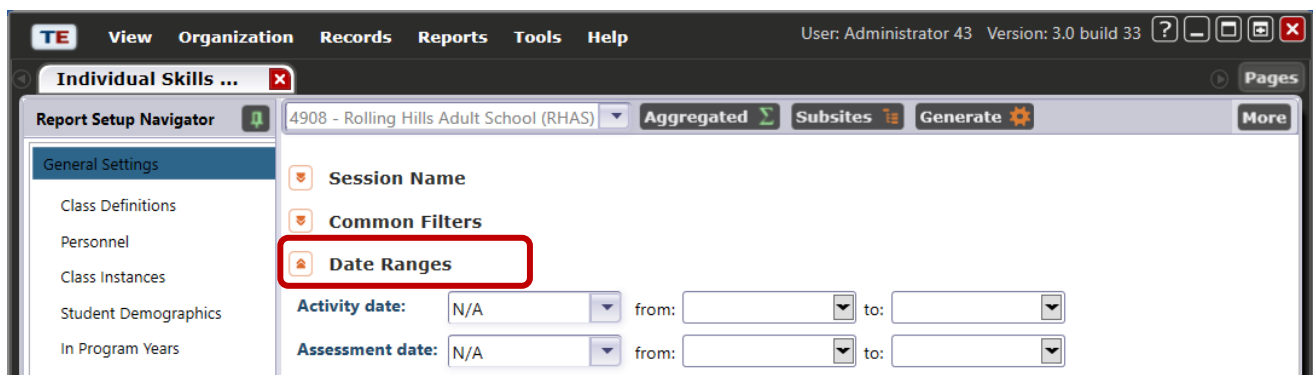 TE View Organization Records Reports Tools Help User: Administrator 43 Version: 3.0 build 33 ?
Individual Skills ... Pages
Report Setup Navigator 4908 - Rolling Hills Adult School (RHAS) Aggregated Σ Subsites Generate More
General Settings
Session Name
Class Definitions
Common Filters
Personnel
Date Ranges
Class Instances
Activity date: N/A from: to:
Student Demographics
In Program Years
Assessment date: N/A from: to: